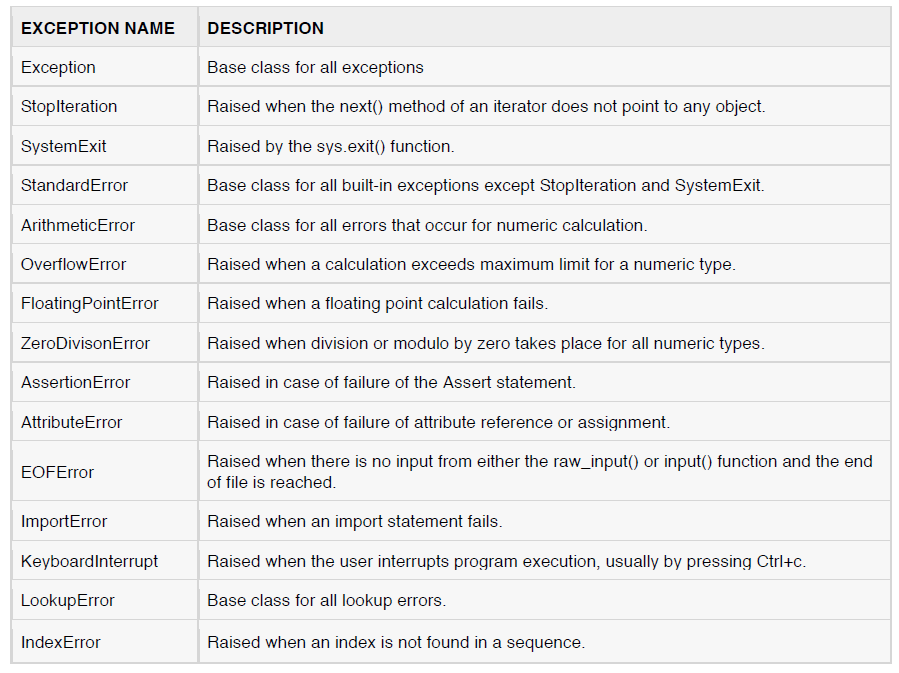 EXCEPTION NAME DESCRIPTION
Exception Base class for all exceptions
StopIteration Raised when the next() method of an iterator does not point to any object.
SystemExit Raised by the sys.exit() function.
StandardError Base class for all built-in exceptions except StopIteration and SystemExit.
ArithmeticError Base class for all errors that occur for numeric calculation.
OverflowError Raised when a calculation exceeds maximum limit for a numeric type.
FloatingPointError Raised when a floating point calculation fails.
ZeroDivisonError Raised when division or modulo by zero takes place for all numeric types.
AssertionError Raised in case of failure of the Assert statement.
AttributeError Raised in case of failure of attribute reference or assignment.
EOFError Raised when there is no input from either the raw_input() or input() function and the end
of file is reached.
ImportError Raised when an import statement fails.
KeyboardInterrupt Raised when the user interrupts program execution, usually by pressing Ctrl+c.
LookupError Base class for all lookup errors.
IndexError Raised when an index is not found in a sequence.